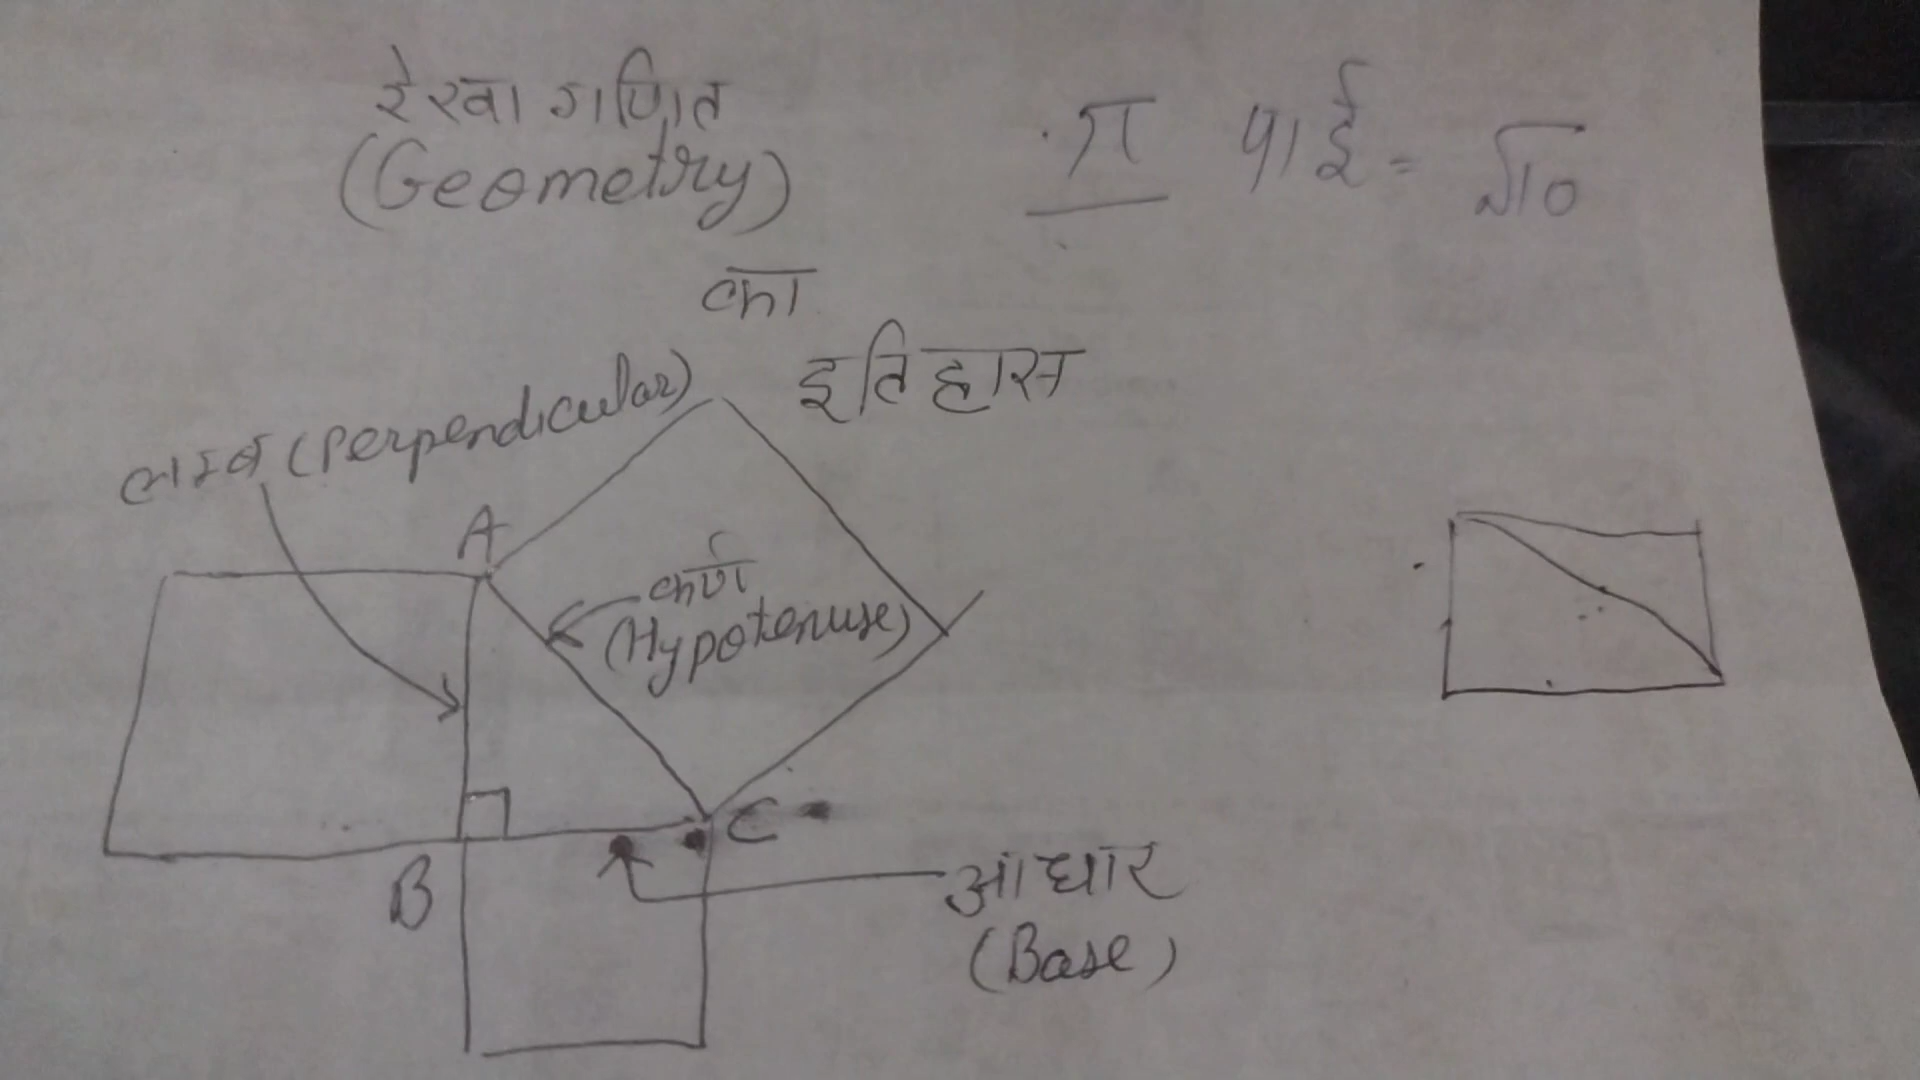 रेखा गणित
(Geometry)
π पाई = √10
का
इतिहास
लम्ब (Perpendicular)
A
कर्ण
(Hypotenuse)
C
B
आधार
(Base)